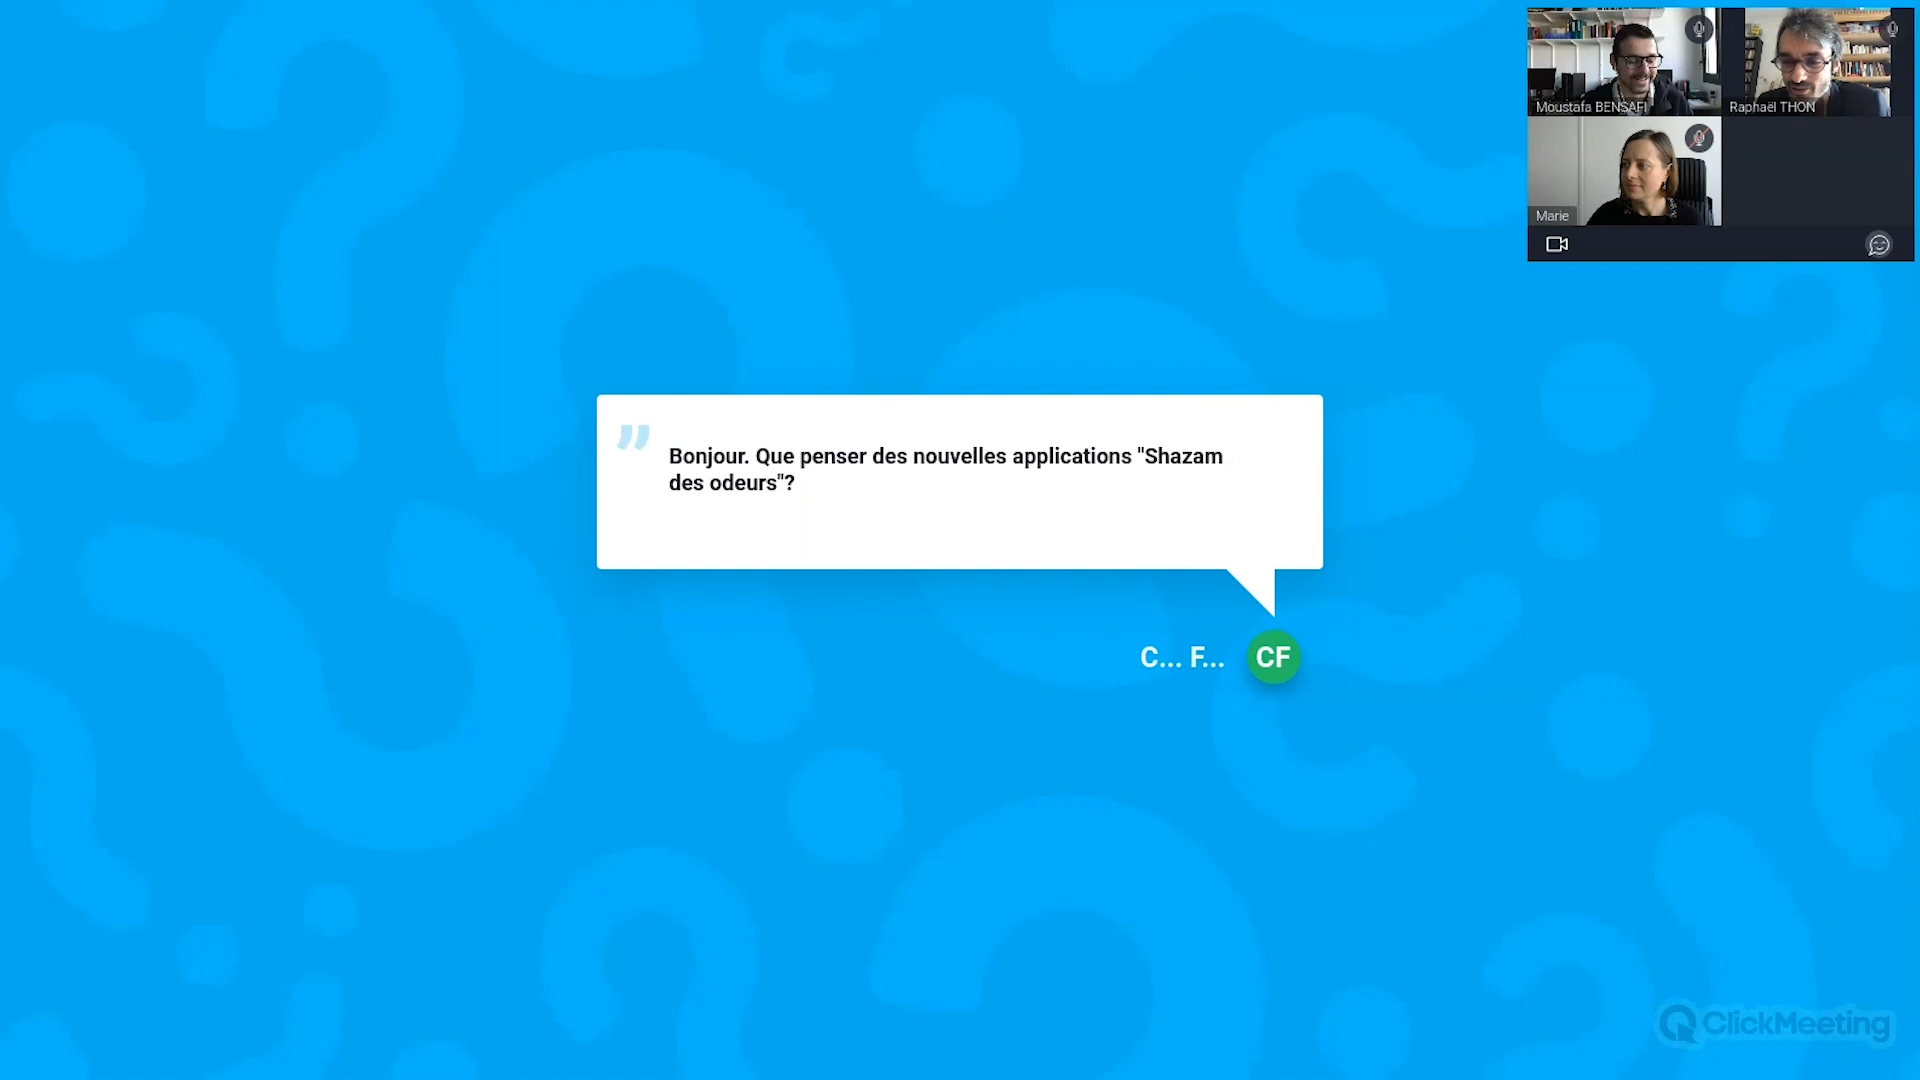 Moustafa BENSAFI
Raphaël THON
Marie
Bonjour. Que penser des nouvelles applications "Shazam
des odeurs"?
C... F...
CF
ClickMeeting